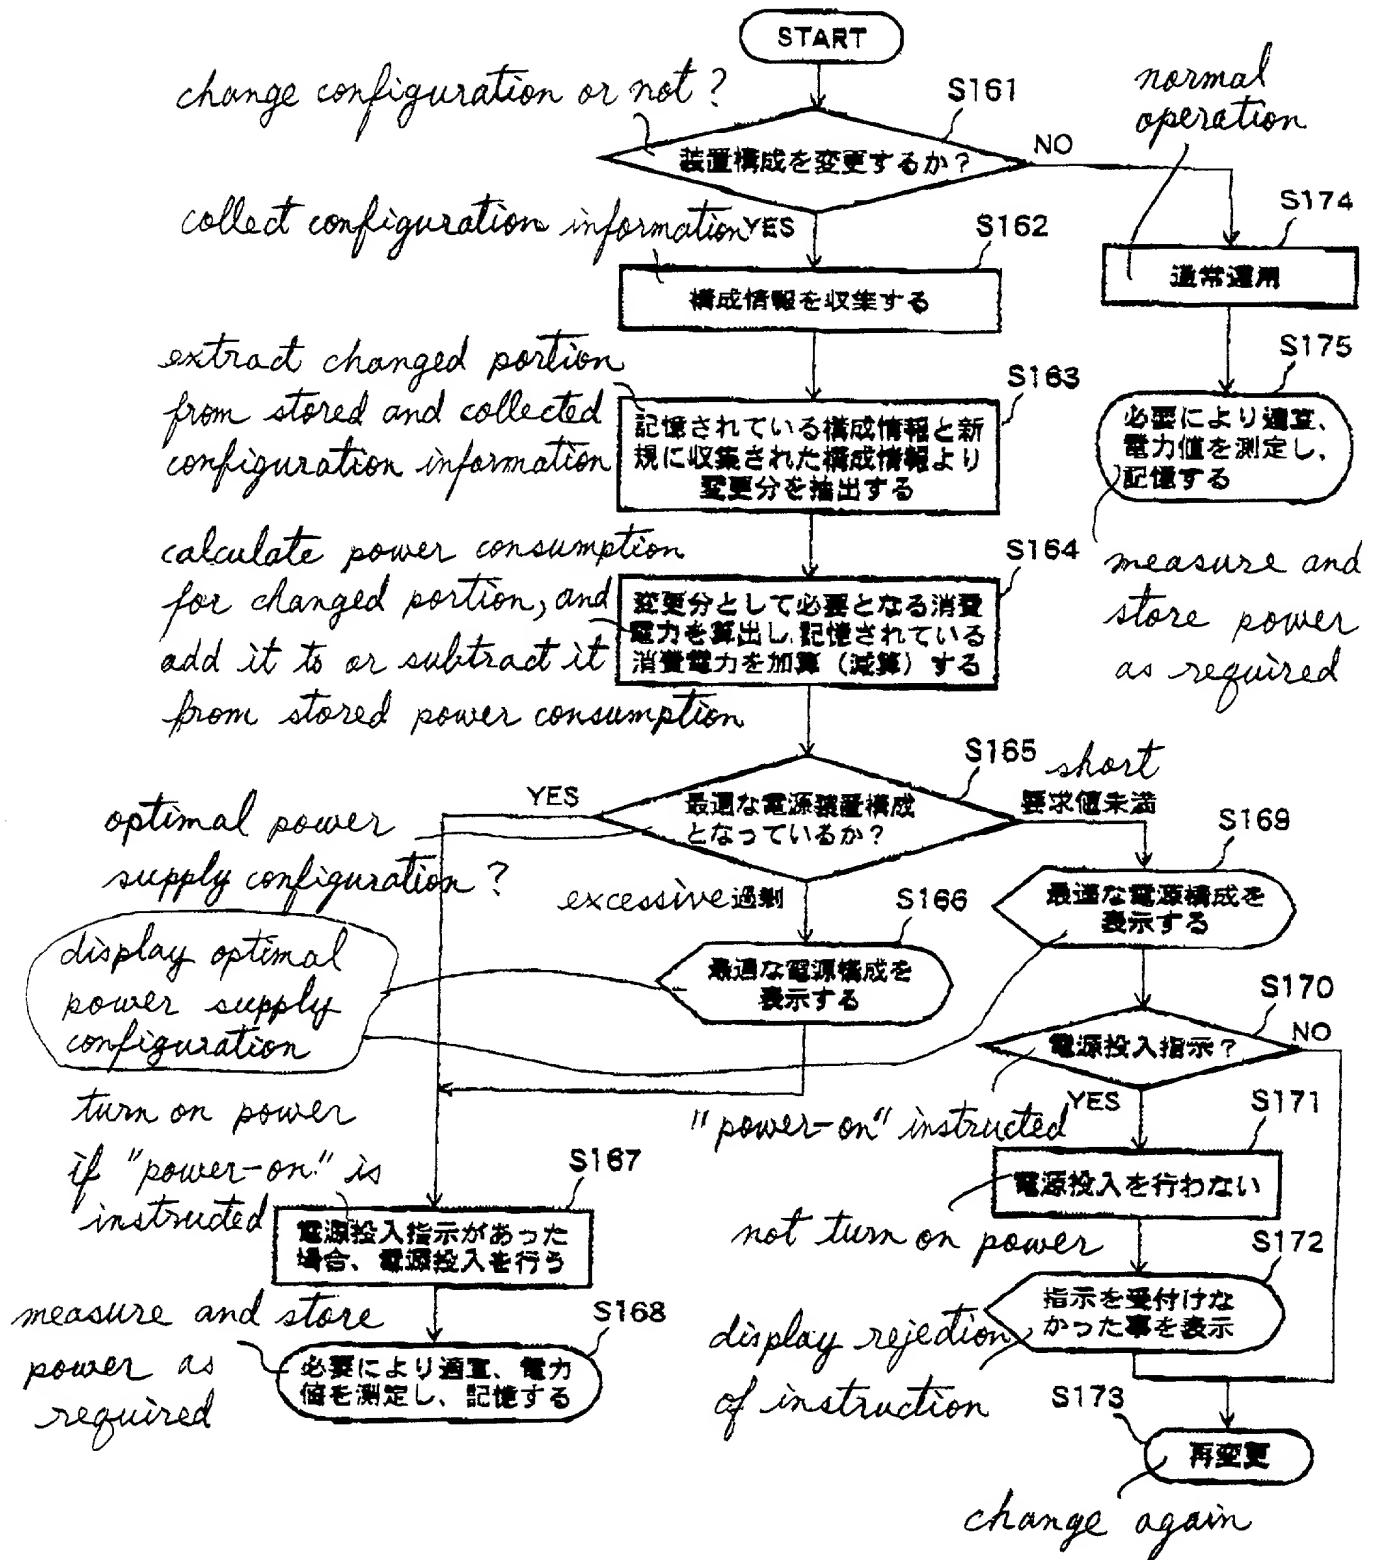 START
change configuration or not?
S161
normal
operation
装置構成を変更するか?
NO
collect configuration information
YES
S162
S174
構成情報を収集する
通常運用
extract changed portion
from stored and collected
configuration information
S163
S175
記憶されている構成情報と新
規に収集された構成情報より
変更分を抽出する
必要により適宜、
電力値を測定し、
記憶する
calculate power consumption
for changed portion, and
add it to or subtract it
from stored power consumption
S164
measure and
store power
as required
変更分として必要となる消費
電力を算出し、記憶されている
消費電力を加算(減算)する
S165
short
YES
最適な電源装置構成
となっているか?
要求値未満
optimal power
supply configuration?
S169
excessive
過剰
S166
最適な電源構成を
表示する
display optimal
power supply
configuration
最適な電源構成を
表示する
S170
電源投入指示?
NO
turn on power
if "power-on" is
instructed
"power-on" instructed
YES
S171
S167
電源投入を行わない
電源投入指示があった
場合、電源投入を行う
not turn on power
S172
measure and store
power as
required
S168
指示を受付けな
かった事を表示
display rejection
of instruction
必要により適宜、電力
値を測定し、記憶する
S173
再変更
change again